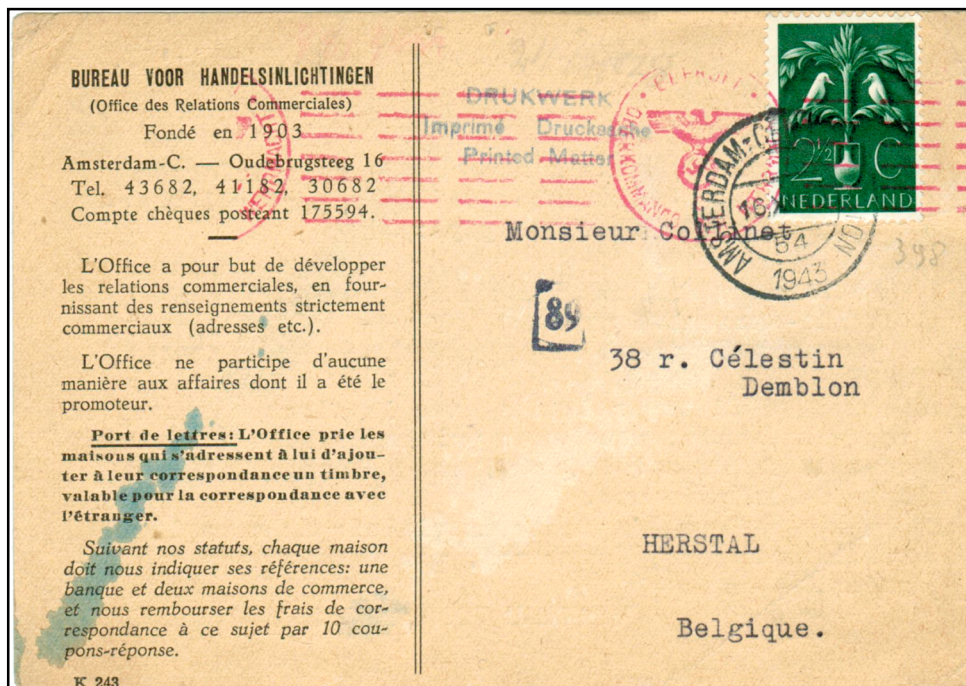 BUREAU VOOR HANDELSINLICHTINGEN
(Office des Relations Commerciales)
Fondé en 1903
Amsterdam-C. — Oudebrugsteeg 16
Tel. 43682, 41182, 30682
Compte chèques posteant 175594.
L'Office a pour but de développer
les relations commerciales, en four-
nissant des renseignements strictement
commerciaux (adresses etc.).
L'Office ne participe d'aucune
manière aux affaires dont il a été le
promoteur.
Port de lettres: L'Office prie les
maisons qui s'adressent à lui d'ajou-
ter à leur correspondance un timbre,
valable pour la correspondance avec
l'étranger.
Suivant nos statuts, chaque maison
doit nous indiquer ses références: une
banque et deux maisons de commerce,
et nous rembourser les frais de cor-
respondance à ce sujet par 10 cou-
pons-réponse.
K 243
DRUKWERK
Imprimé Drucksache
Printed Matter
2½ C
NEDERLAND
AMSTERDAM
1943
398
Monsieur Collinet
89
38 r. Célestin
Demblon
HERSTAL
Belgique.